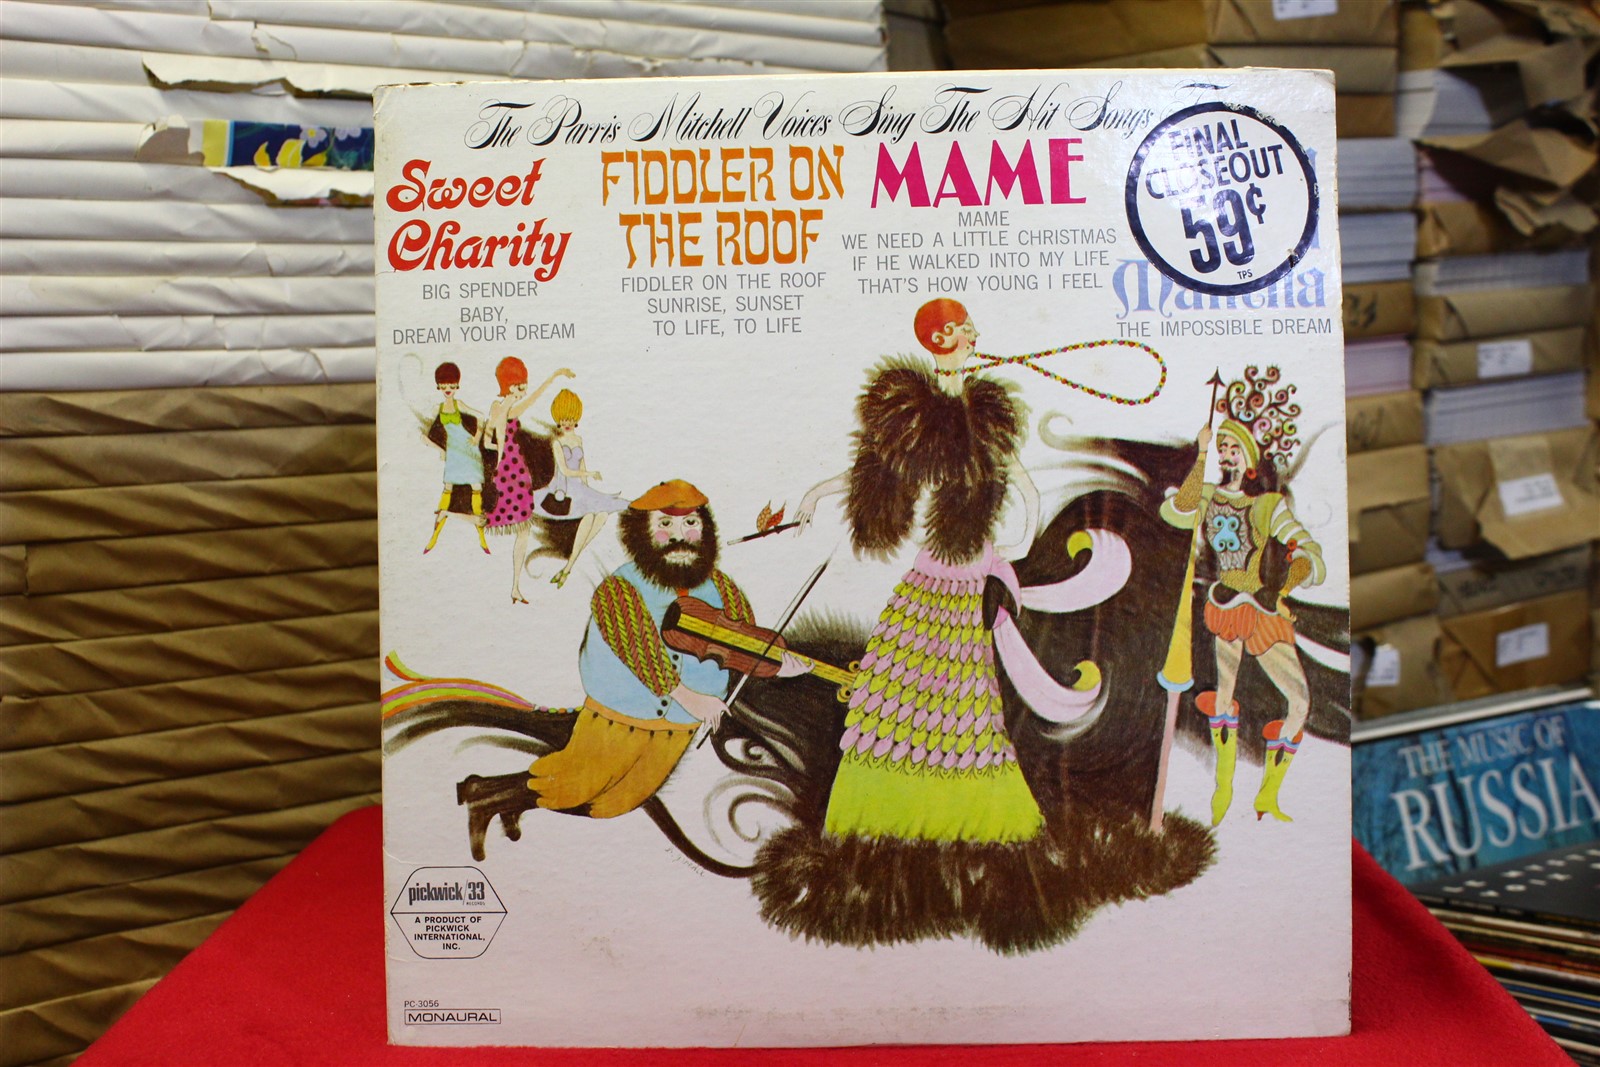 The Parris Mitchell Voices Sing The Hit Songs
FINAL
CLOSEOUT
59¢
TPS
Sweet
Charity
BIG SPENDER
BABY,
DREAM YOUR DREAM
FIDDLER ON
THE ROOF
FIDDLER ON THE ROOF
SUNRISE, SUNSET
TO LIFE, TO LIFE
MAME
MAME
WE NEED A LITTLE CHRISTMAS
IF HE WALKED INTO MY LIFE
THAT'S HOW YOUNG I FEEL
Mancha
THE IMPOSSIBLE DREAM
pickwick/33
RECORDS
A PRODUCT OF
PICKWICK
INTERNATIONAL,
INC.
PC-3056
MONAURAL
THE MUSIC OF
RUSSIA